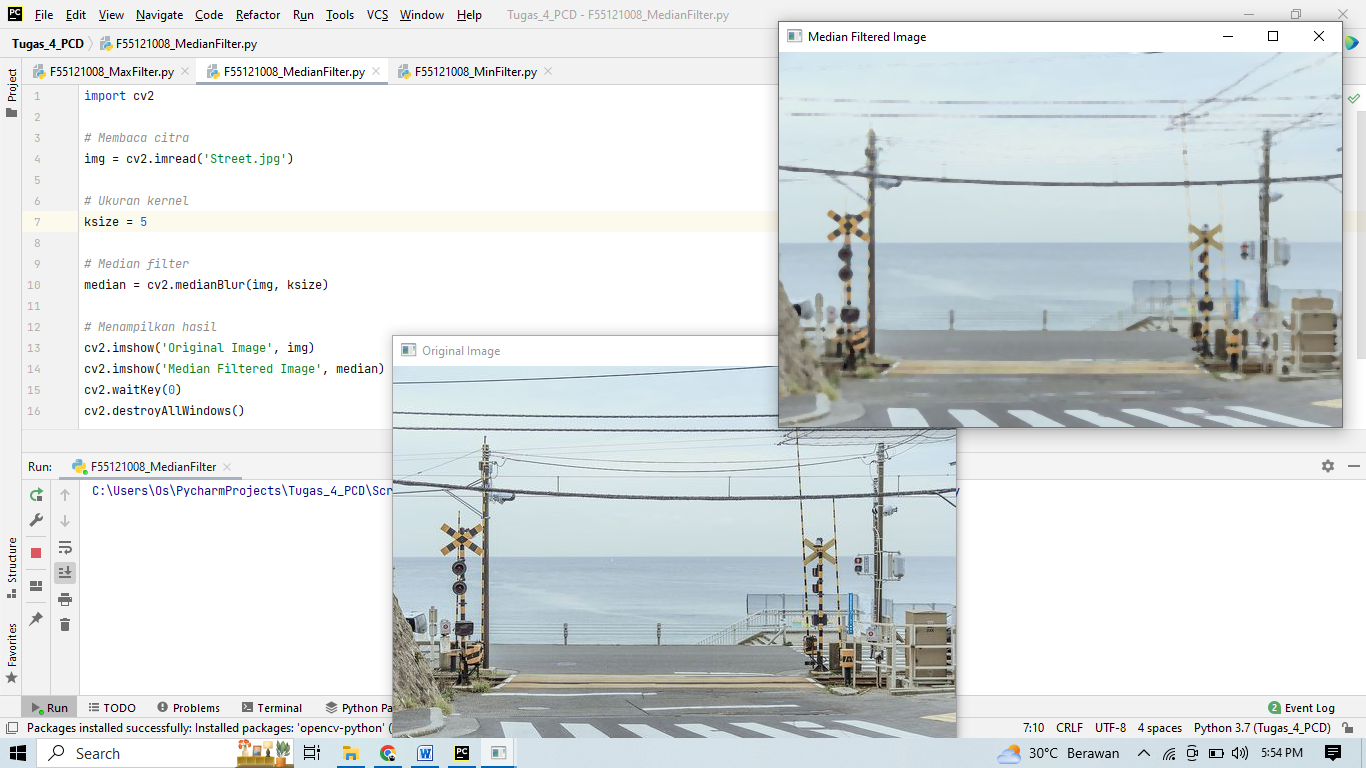 File Edit View Navigate Code Refactor Run Tools VCS Window Help Tugas_4_PCD - F55121008_MedianFilter.py
Tugas_4_PCD F55121008_MedianFilter.py
F55121008_MaxFilter.py F55121008_MedianFilter.py F55121008_MinFilter.py
Project
1 import cv2
2
3 # Membaca citra
4 img = cv2.imread('Street.jpg')
5
6 # Ukuran kernel
7 ksize = 5
8
9 # Median filter
10 median = cv2.medianBlur(img, ksize)
11
12 # Menampilkan hasil
13 cv2.imshow('Original Image', img)
14 cv2.imshow('Median Filtered Image', median)
15 cv2.waitKey(0)
16 cv2.destroyAllWindows()
Median Filtered Image
Original Image
Run: F55121008_MedianFilter
C:\Users\Os\PycharmProjects\Tugas_4_PCD\Scr
y
Structure
Favorites
Run TODO Problems Terminal Python Pa
2 Event Log
Packages installed successfully: Installed packages: 'opencv-python' (
7:10 CRLF UTF-8 4 spaces Python 3.7 (Tugas_4_PCD)
Search
30°C Berawan 5:54 PM